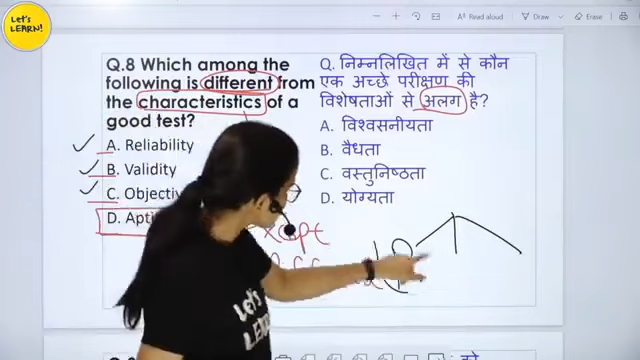 LET'S
LEARN!
Read aloud
Draw
Erase
Q.8 Which among the
following is different from
the characteristics of a
good test?
A. Reliability
B. Validity
C. Objectiv
D. Apti
Q. निम्नलिखित में से कौन
एक अच्छे परीक्षण की
विशेषताओं से अलग है?
A. विश्वसनीयता
B. वैधता
C. वस्तुनिष्ठता
D. योग्यता
Let's
LEARN